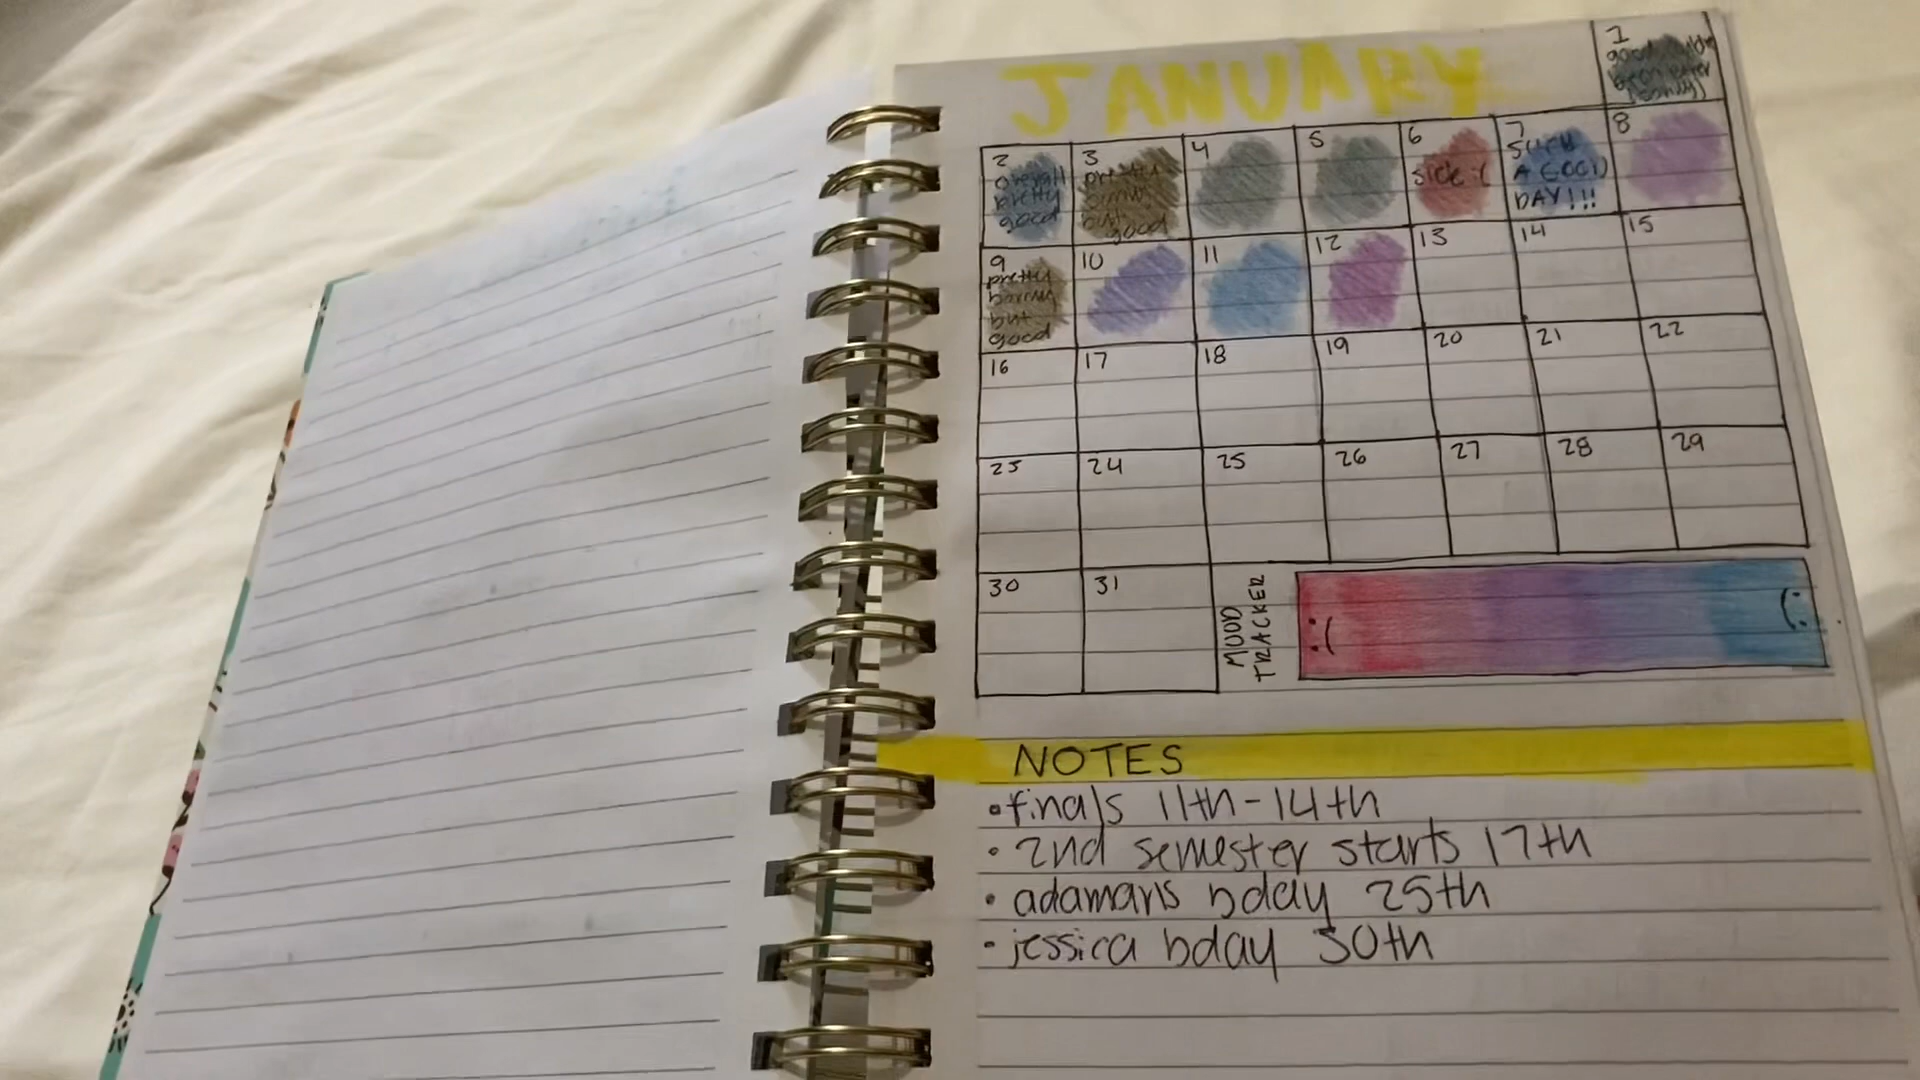 JANUARY
1
good
2 3 4 5 6 7 8
overall
pretty
good
pretty
but good
sick :(
SUCH
A GOOD
DAY!!!
9 10 11 12 13 14 15
pretty
but
good
16 17 18 19 20 21 22
23 24 25 26 27 28 29
30 31
MOOD
TRACKER
:(
(:
NOTES
• finals 11th - 14th
• 2nd semester starts 17th
• adamaris bday 25th
• jessica bday 30th